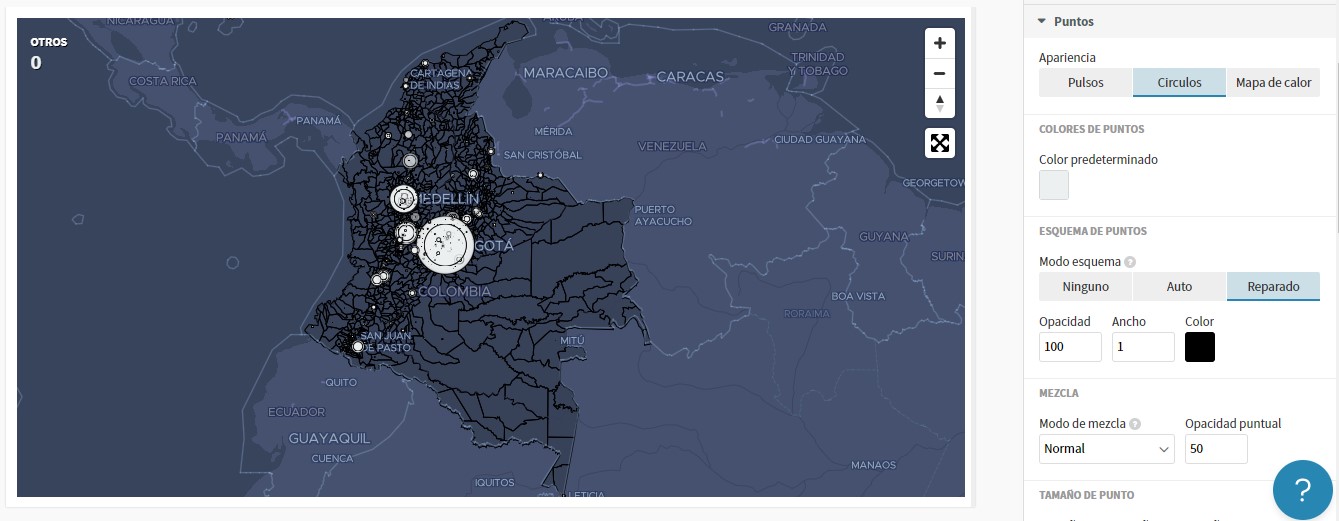 NICARAGUA
ARUBA
GRANADA
OTROS
0
TRINIDAD
Y TOBAGO
CARTAGENA
DE INDIAS
MARACAIBO
CARACAS
COSTA RICA
PANAMÁ
PANAMÁ
MÉRIDA
VENEZUELA
CIUDAD GUAYANA
SAN CRISTÓBAL
GEORGETOW
MEDELLÍN
PUERTO
AYACUCHO
GOTÁ
GUYANA
SURIN
COLOMBIA
BOA VISTA
RORAIMA
SAN JUAN
DE PASTO
MITÚ
QUITO
ECUADOR
GUAYAQUIL
CUENCA
MANAOS
IQUITOS
LETICIA
Puntos
Apariencia
Pulsos
Circulos
Mapa de calor
COLORES DE PUNTOS
Color predeterminado
ESQUEMA DE PUNTOS
Modo esquema ?
Ninguno
Auto
Reparado
Opacidad
Ancho
Color
100
1
MEZCLA
Modo de mezcla ?
Opacidad puntual
Normal
50
TAMAÑO DE PUNTO
?